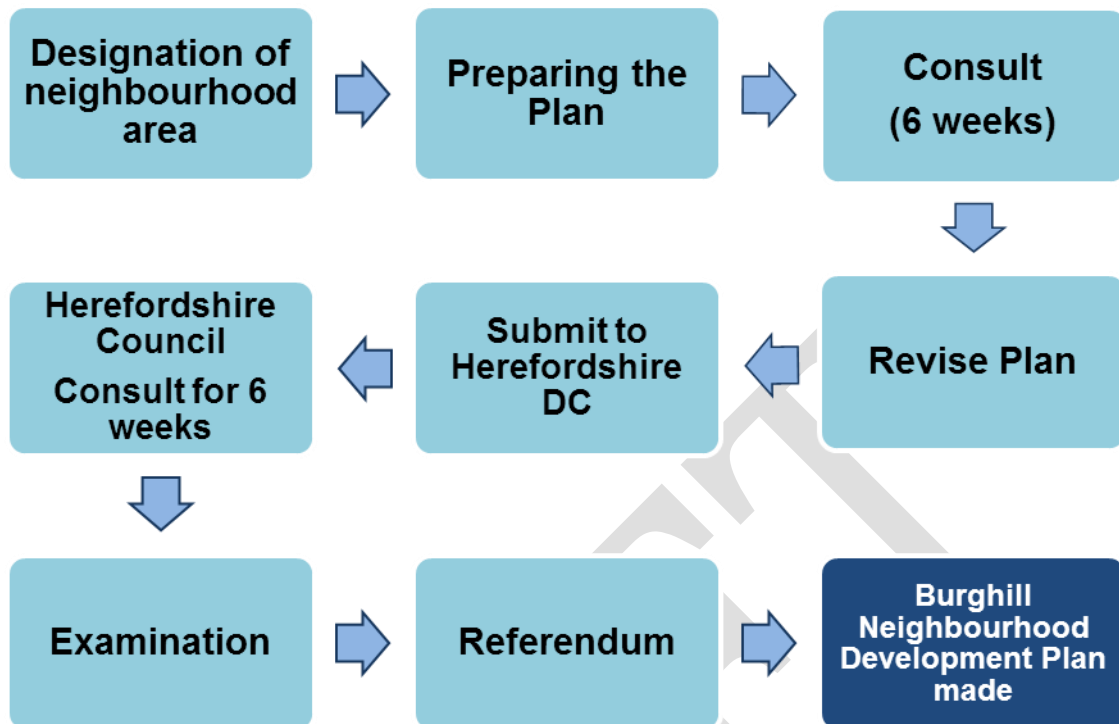 Designation of
neighbourhood
area
Preparing the
Plan
Consult
(6 weeks)
Revise Plan
Submit to
Herefordshire
DC
Herefordshire
Council
Consult for 6
weeks
Examination
Referendum
Burghill
Neighbourhood
Development Plan
made